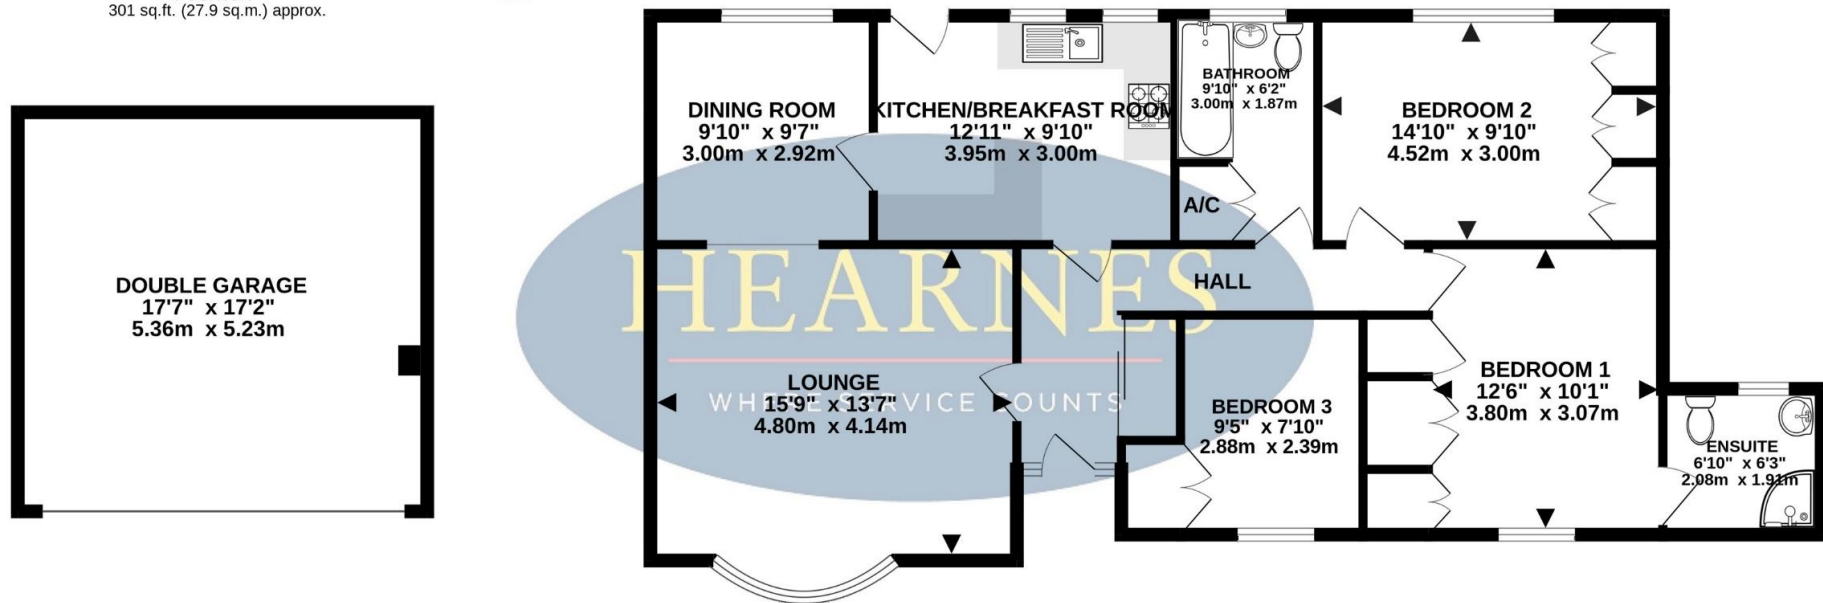 301 sq.ft. (27.9 sq.m.) approx.
DOUBLE GARAGE
17'7" x 17'2"
5.36m x 5.23m
DINING ROOM
9'10" x 9'7"
3.00m x 2.92m
KITCHEN/BREAKFAST ROOM
12'11" x 9'10"
3.95m x 3.00m
BATHROOM
9'10" x 6'2"
3.00m x 1.87m
A/C
BEDROOM 2
14'10" x 9'10"
4.52m x 3.00m
HEARNES
WHERE SERVICE COUNTS
HALL
LOUNGE
15'9" x 13'7"
4.80m x 4.14m
BEDROOM 3
9'5" x 7'10"
2.88m x 2.39m
BEDROOM 1
12'6" x 10'1"
3.80m x 3.07m
ENSUITE
6'10" x 6'3"
2.08m x 1.91m